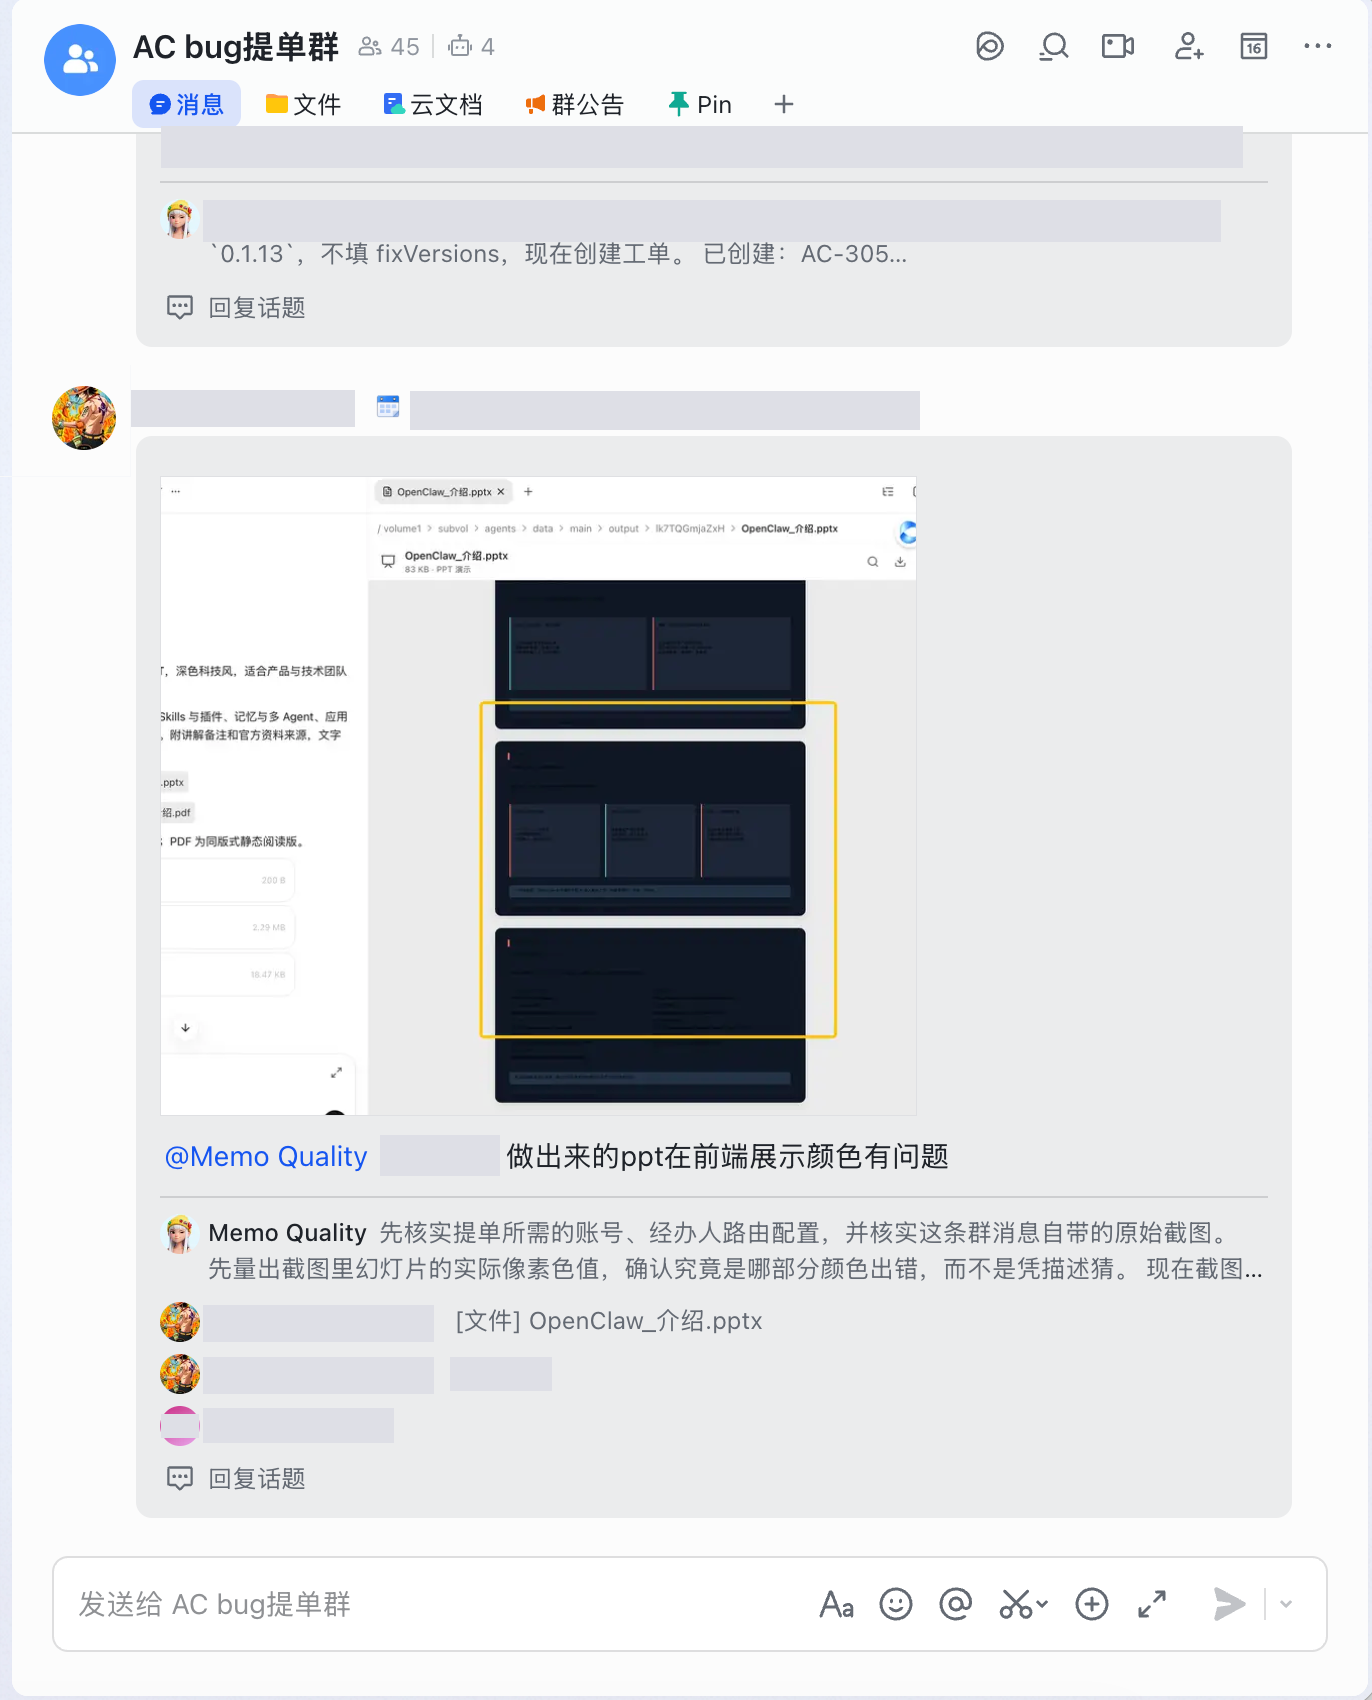 AC bug提单群 45 4
16
消息 文件 云文档 群公告 Pin
`0.1.13`，不填 fixVersions，现在创建工单。 已创建：AC-305...
回复话题
OpenClaw_介绍.pptx
/ volume1 > subvol > agents > data > main > output > lk7TQGmjaZxH > OpenClaw_介绍.pptx
OpenClaw_介绍.pptx
83 KB · PPT 演示
，深色科技风，适合产品与技术团队
Skills 与插件、记忆与多 Agent、应用
，附讲解备注和官方资料来源，文字
.pptx
绍.pdf
；PDF 为同版式静态阅读版。
200 B
2.29 MB
18.47 KB
@Memo Quality 做出来的ppt在前端展示颜色有问题
Memo Quality 先核实提单所需的账号、经办人路由配置，并核实这条群消息自带的原始截图。
先量出截图里幻灯片的实际像素色值，确认究竟是哪部分颜色出错，而不是凭描述猜。 现在截图...
[文件] OpenClaw_介绍.pptx
回复话题
发送给 AC bug提单群
Aa